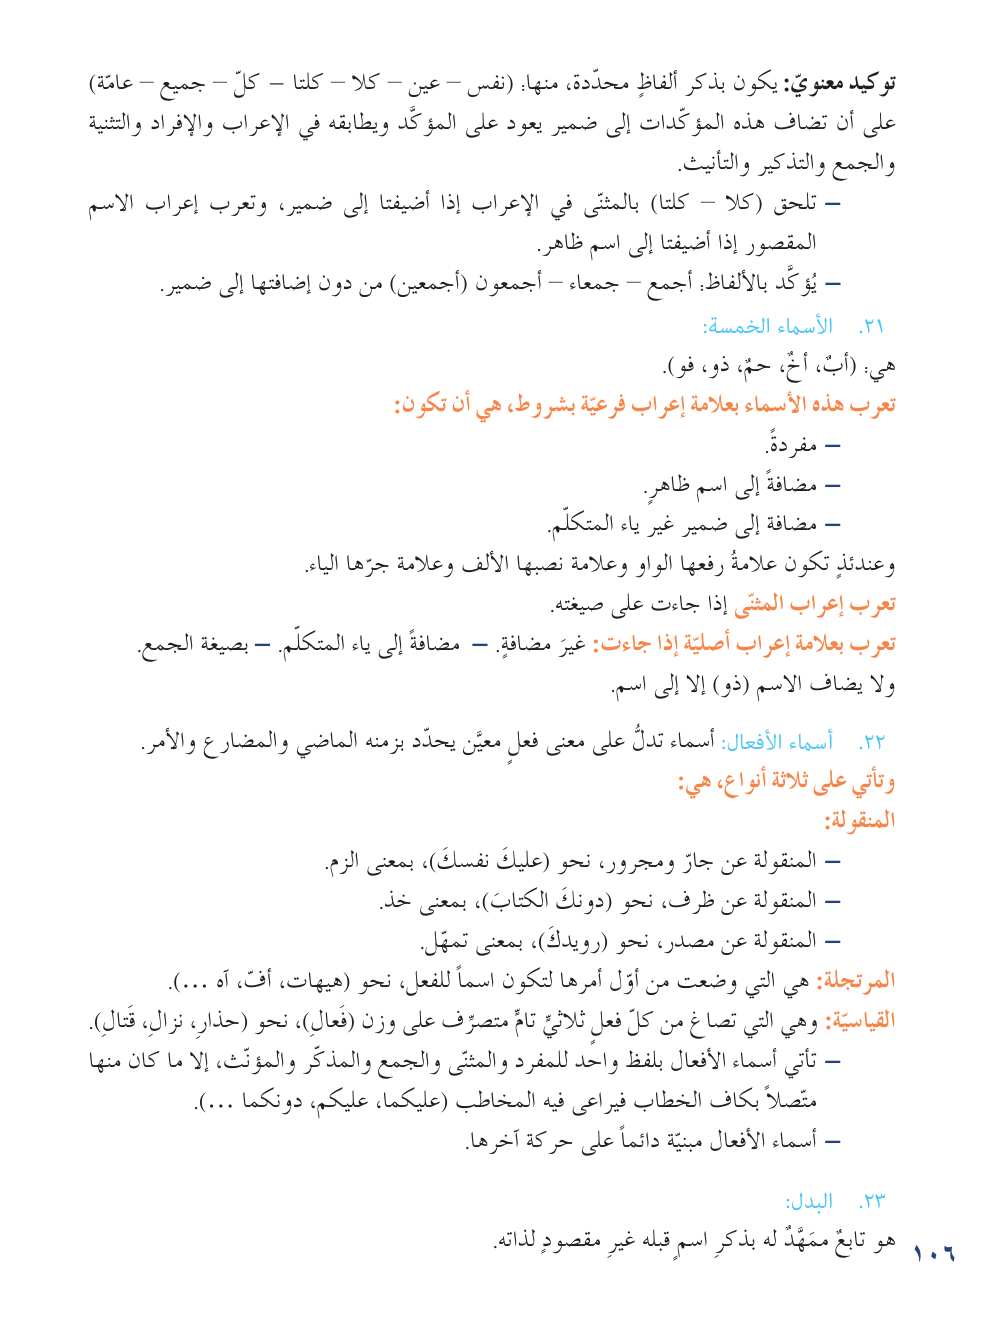 توكيد معنويّ: يكون بذكر ألفاظٍ محدّدة، منها: (نفس – عين – كلا – كلتا – كلّ – جميع – عامّة)
على أن تضاف هذه المؤكّدات إلى ضمير يعود على المؤكَّد ويطابقه في الإعراب والإفراد والتثنية
والجمع والتذكير والتأنيث.
– تلحق (كلا – كلتا) بالمثنّى في الإعراب إذا أضيفتا إلى ضمير، وتعرب إعراب الاسم
المقصور إذا أضيفتا إلى اسم ظاهر.
– يُؤكَّد بالألفاظ: أجمع – جمعاء – أجمعون (أجمعين) من دون إضافتها إلى ضمير.
٢١. الأسماء الخمسة:
هي: (أبٌ، أخٌ، حمٌ، ذو، فو).
تعرب هذه الأسماء بعلامة إعراب فرعيّة بشروط، هي أن تكون:
– مفردةً.
– مضافةً إلى اسم ظاهرٍ.
– مضافة إلى ضمير غير ياء المتكلّم.
وعندئذٍ تكون علامةُ رفعها الواو وعلامة نصبها الألف وعلامة جرّها الياء.
تعرب إعراب المثنّى إذا جاءت على صيغته.
تعرب بعلامة إعراب أصليّة إذا جاءت: غيرَ مضافةٍ. – مضافةً إلى ياء المتكلّم. – بصيغة الجمع.
ولا يضاف الاسم (ذو) إلا إلى اسم.
٢٢. أسماء الأفعال: أسماء تدلُّ على معنى فعلٍ معيَّن يحدّد بزمنه الماضي والمضارع والأمر.
وتأتي على ثلاثة أنواع، هي:
المنقولة:
– المنقولة عن جارّ ومجرور، نحو (عليكَ نفسكَ)، بمعنى الزم.
– المنقولة عن ظرف، نحو (دونكَ الكتابَ)، بمعنى خذ.
– المنقولة عن مصدر، نحو (رويدكَ)، بمعنى تمهّل.
المرتجلة: هي التي وضعت من أوّل أمرها لتكون اسماً للفعل، نحو (هيهات، أفّ، آه ...).
القياسيّة: وهي التي تصاغ من كلّ فعلٍ ثلاثيٍّ تامٍّ متصرِّف على وزن (فَعالِ)، نحو (حذارِ، نزالِ، قَتالِ).
– تأتي أسماء الأفعال بلفظ واحد للمفرد والمثنّى والجمع والمذكّر والمؤنّث، إلا ما كان منها
متّصلاً بكاف الخطاب فيراعى فيه المخاطب (عليكما، عليكم، دونكما ...).
– أسماء الأفعال مبنيّة دائماً على حركة آخرها.
٢٣. البدل:
هو تابعٌ ممَهَّدٌ له بذكرِ اسمٍ قبله غيرِ مقصودٍ لذاته.
١٠٦